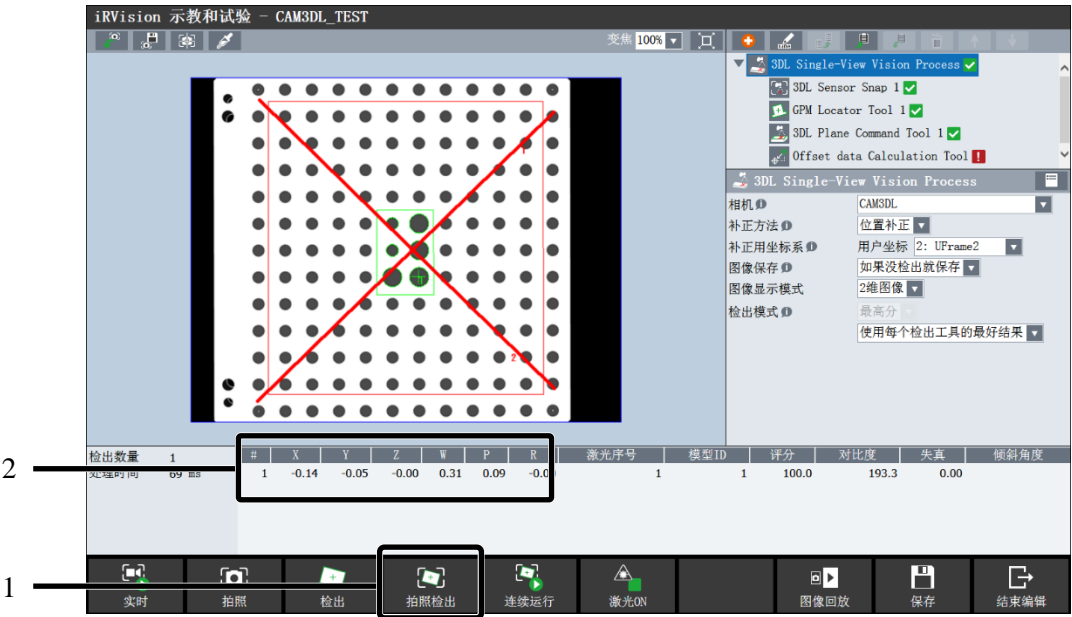 iRVision 示教和试验 - CAM3DL_TEST
变焦 100%
3DL Single-View Vision Process
3DL Sensor Snap 1
GPM Locator Tool 1
3DL Plane Command Tool 1
Offset data Calculation Tool
3DL Single-View Vision Process
相机 CAM3DL
补正方法 位置补正
补正用坐标系 用户坐标 2: UFrame2
图像保存 如果没检出就保存
图像显示模式 2维图像
检出模式 最高分
使用每个检出工具的最好结果
1
2
2
检出数量 1
处理时间 69 ms
# X Y Z W P R 激光序号 模型ID 评分 对比度 失真 倾斜角度
1 -0.14 -0.05 -0.00 0.31 0.09 -0.0 1 1 100.0 193.3 0.00
1
实时 拍照 检出 拍照检出 连续运行 激光ON 图像回放 保存 结束编辑